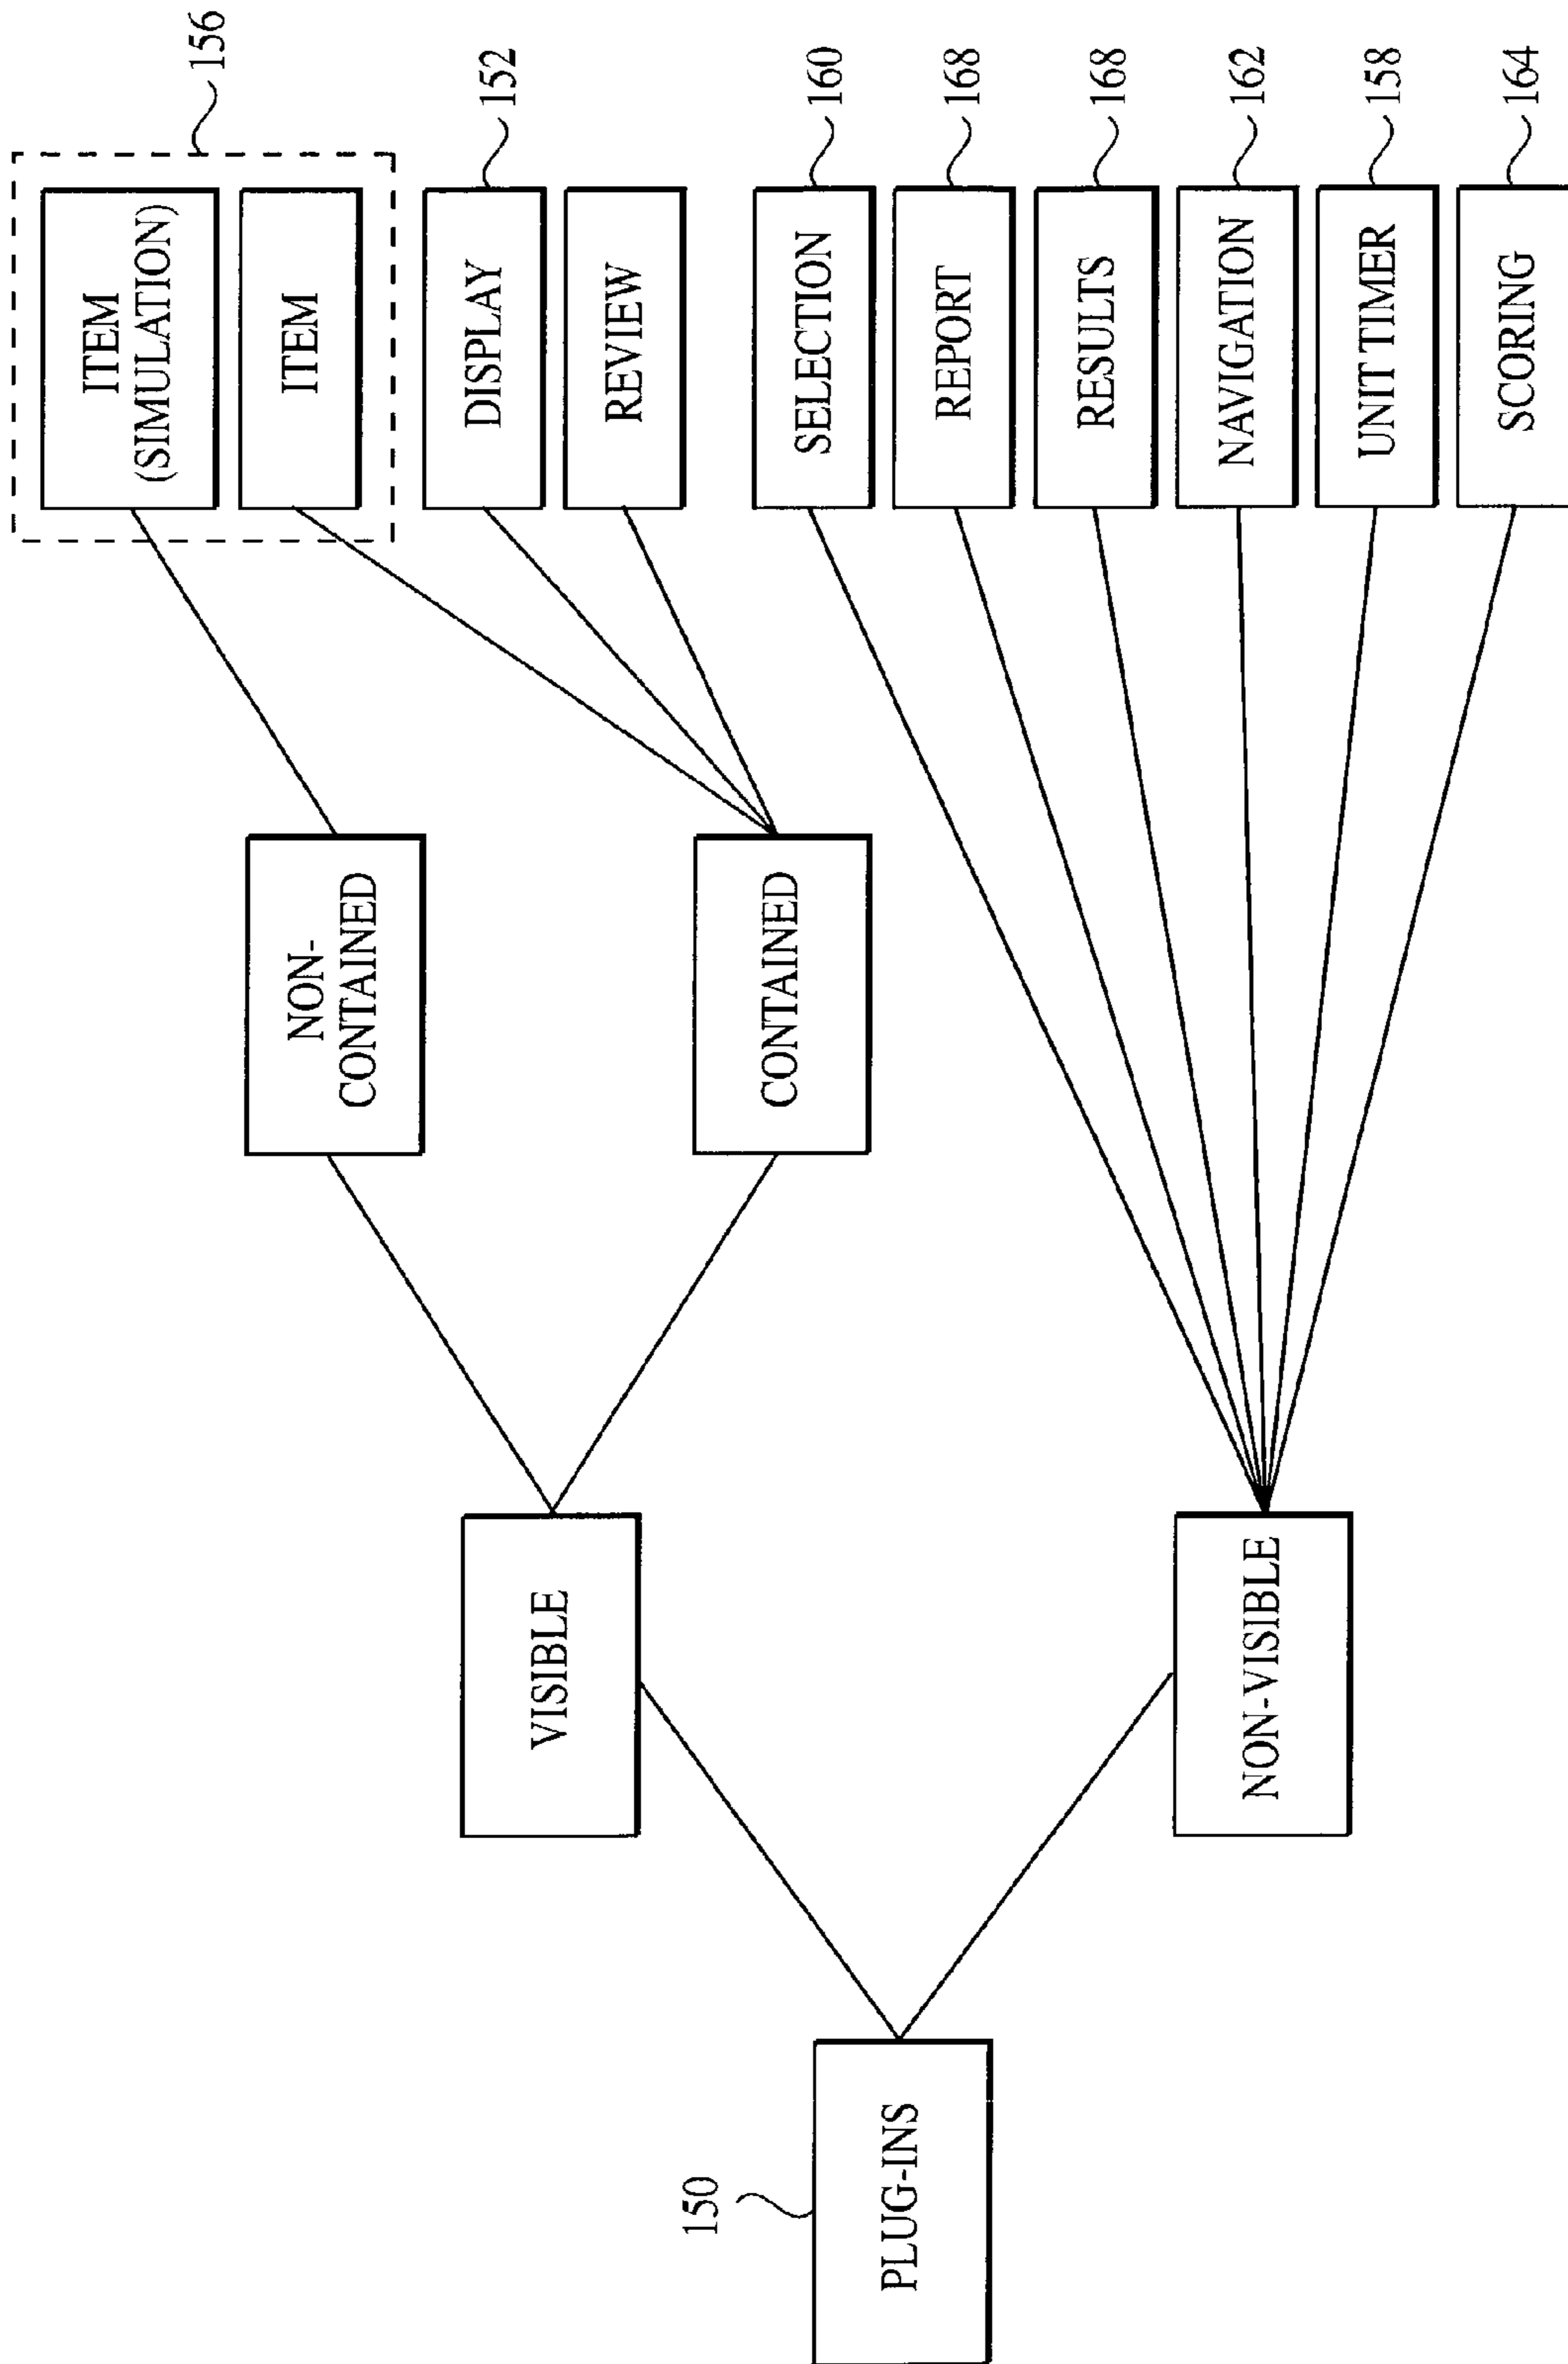 150
PLUG-INS
VISIBLE
NON-VISIBLE
NON-
CONTAINED
CONTAINED
ITEM
(SIMULATION)
ITEM
156
DISPLAY
152
REVIEW
SELECTION
160
REPORT
168
RESULTS
168
NAVIGATION
162
UNIT TIMER
158
SCORING
164